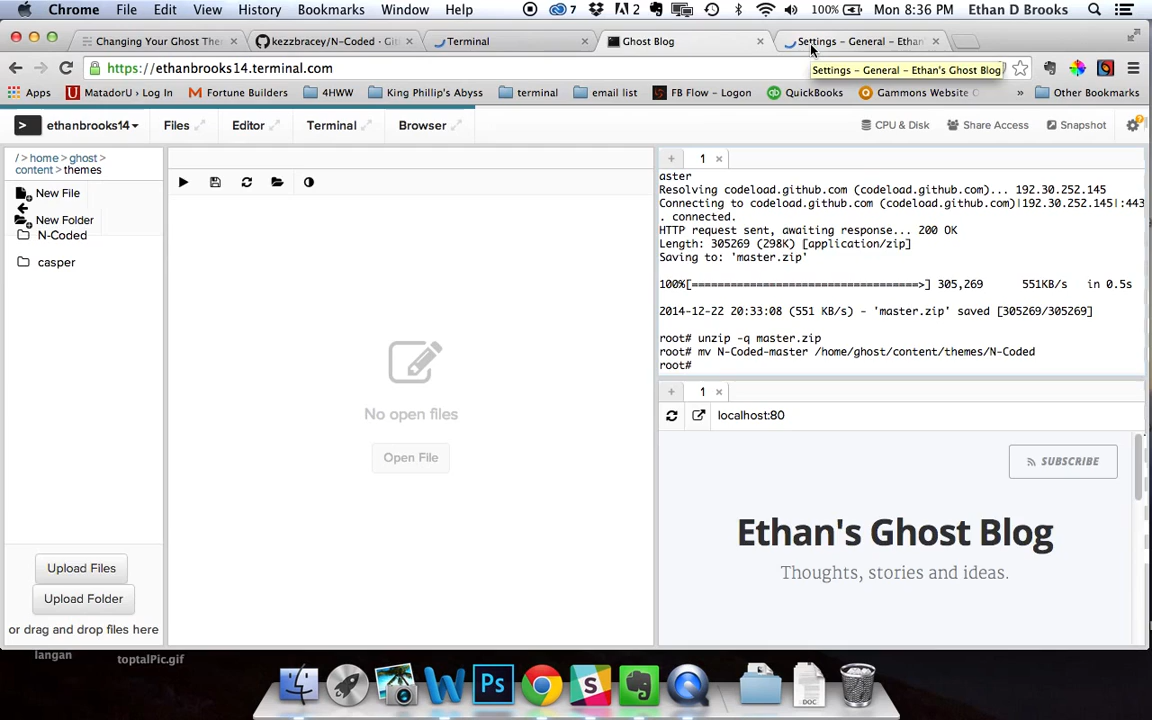 Chrome File Edit View History Bookmarks Window Help 7 2 100% Mon 8:36 PM Ethan D Brooks
Changing Your Ghost The × kezzbracey/N-Coded · Git × Terminal × Ghost Blog × Settings – General – Ethan ×
https://ethanbrooks14.terminal.com
Settings – General – Ethan's Ghost Blog
Apps MatadorU › Log In Fortune Builders 4HWW King Phillip's Abyss terminal email list FB Flow – Logon QuickBooks Gammons Website » Other Bookmarks
ethanbrooks14 Files Editor Terminal Browser CPU & Disk Share Access Snapshot
/ > home > ghost >
content > themes
New File
New Folder
N-Coded
casper
No open files
Open File
Upload Files
Upload Folder
or drag and drop files here
+ 1 ×
aster
Resolving codeload.github.com (codeload.github.com)... 192.30.252.145
Connecting to codeload.github.com (codeload.github.com)|192.30.252.145|:443
. connected.
HTTP request sent, awaiting response... 200 OK
Length: 305269 (298K) [application/zip]
Saving to: 'master.zip'
100%[===================================>] 305,269 551KB/s in 0.5s
2014-12-22 20:33:08 (551 KB/s) - 'master.zip' saved [305269/305269]
root# unzip -q master.zip
root# mv N-Coded-master /home/ghost/content/themes/N-Coded
root#
+ 1 ×
localhost:80
SUBSCRIBE
Ethan's Ghost Blog
Thoughts, stories and ideas.
langan
toptalPic.gif
W Ps S
DOC